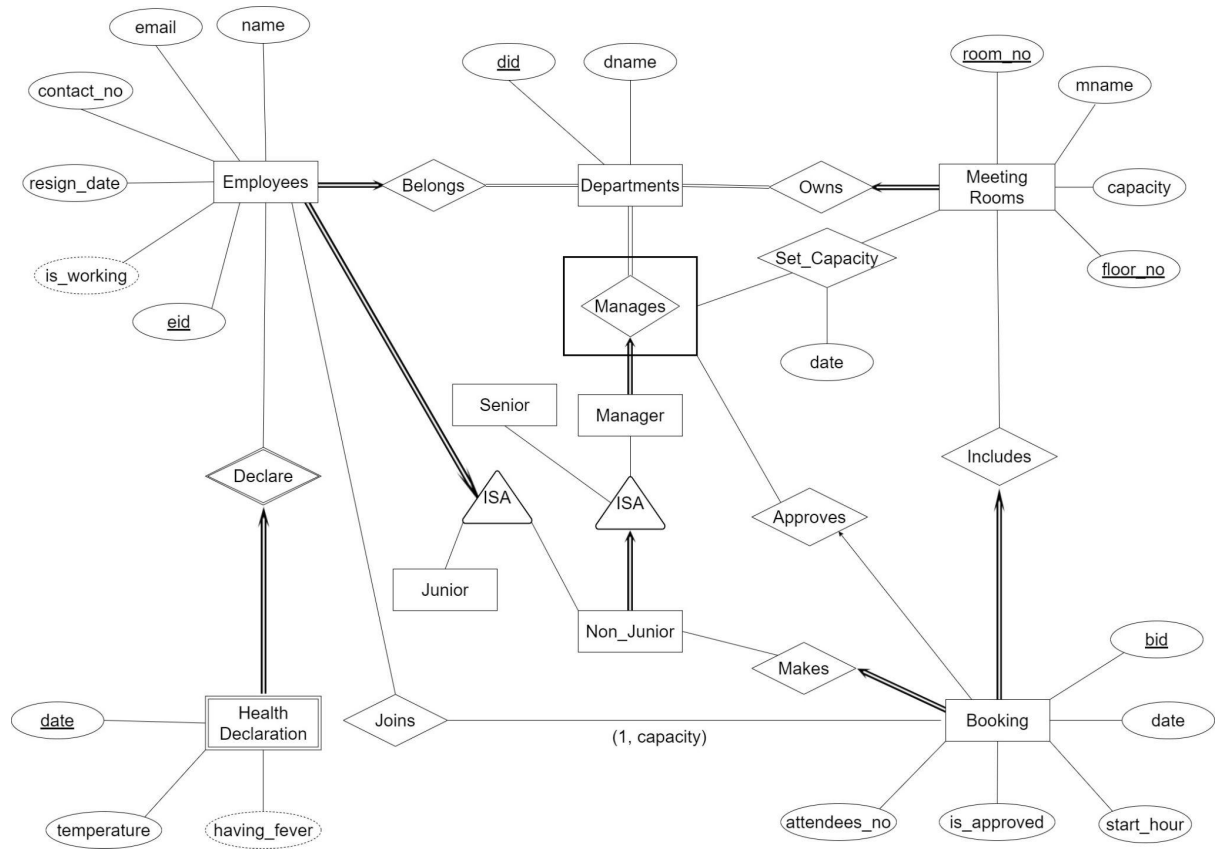 email
name
did
dname
room_no
mname
contact_no
resign_date
Employees
Belongs
Departments
Owns
Meeting
Rooms
capacity
is_working
Set_Capacity
floor_no
eid
Manages
date
Senior
Manager
Declare
ISA
ISA
Includes
Approves
Junior
Non_Junior
Makes
bid
date
Health
Declaration
Joins
(1, capacity)
Booking
date
temperature
having_fever
attendees_no
is_approved
start_hour